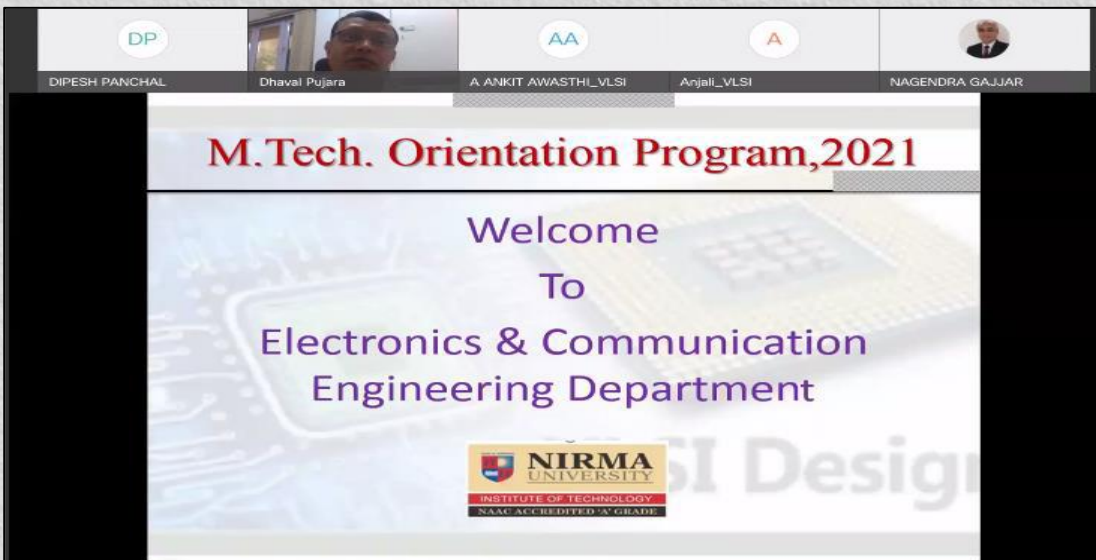 DP
AA
A
DIPESH PANCHAL
Dhaval Pujara
A ANKIT AWASTHI_VLSI
Anjali_VLSI
NAGENDRA GAJJAR
M.Tech. Orientation Program,2021
Welcome
To
Electronics & Communication
Engineering Department
NIRMA
UNIVERSITY
INSTITUTE OF TECHNOLOGY
NAAC ACCREDITED 'A' GRADE
SI Design